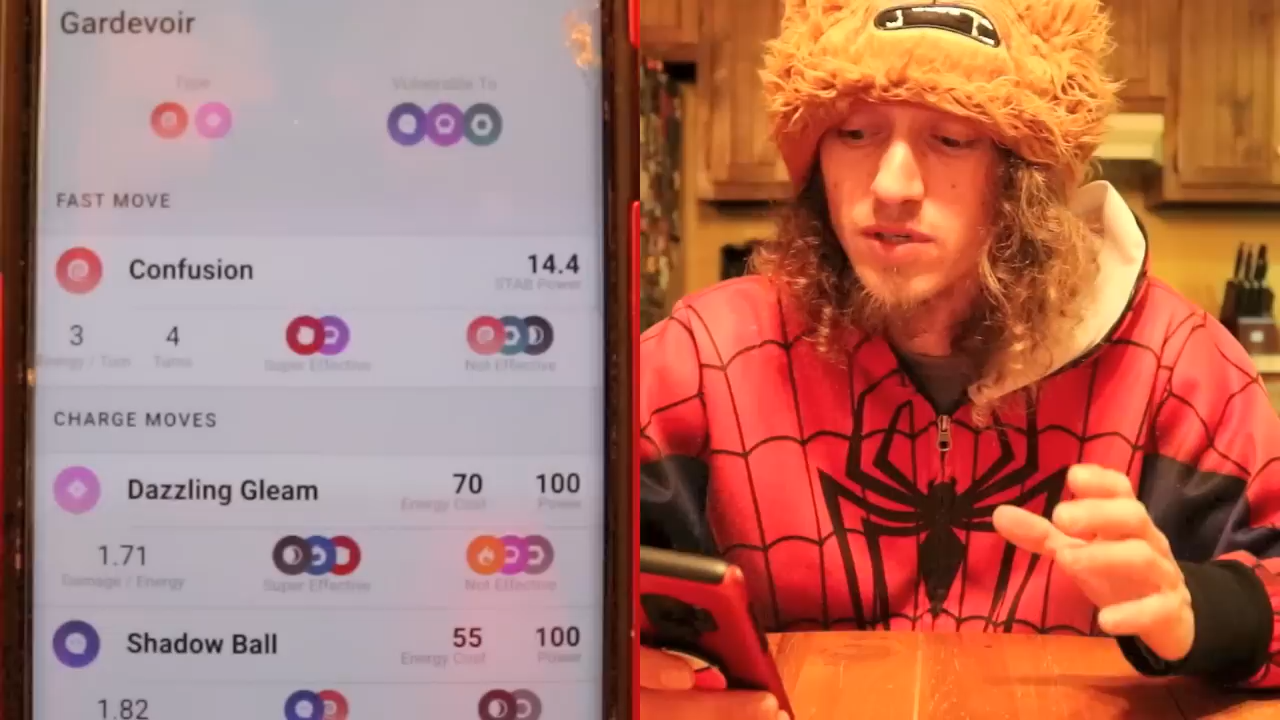 Gardevoir
Type Vulnerable To
FAST MOVE
Confusion 14.4
STAB Power
3 4
Energy / Turn Turns Super Effective Not Effective
CHARGE MOVES
Dazzling Gleam 70 100
Energy Cost Power
1.71
Damage / Energy Super Effective Not Effective
Shadow Ball 55 100
Energy Cost Power
1.82